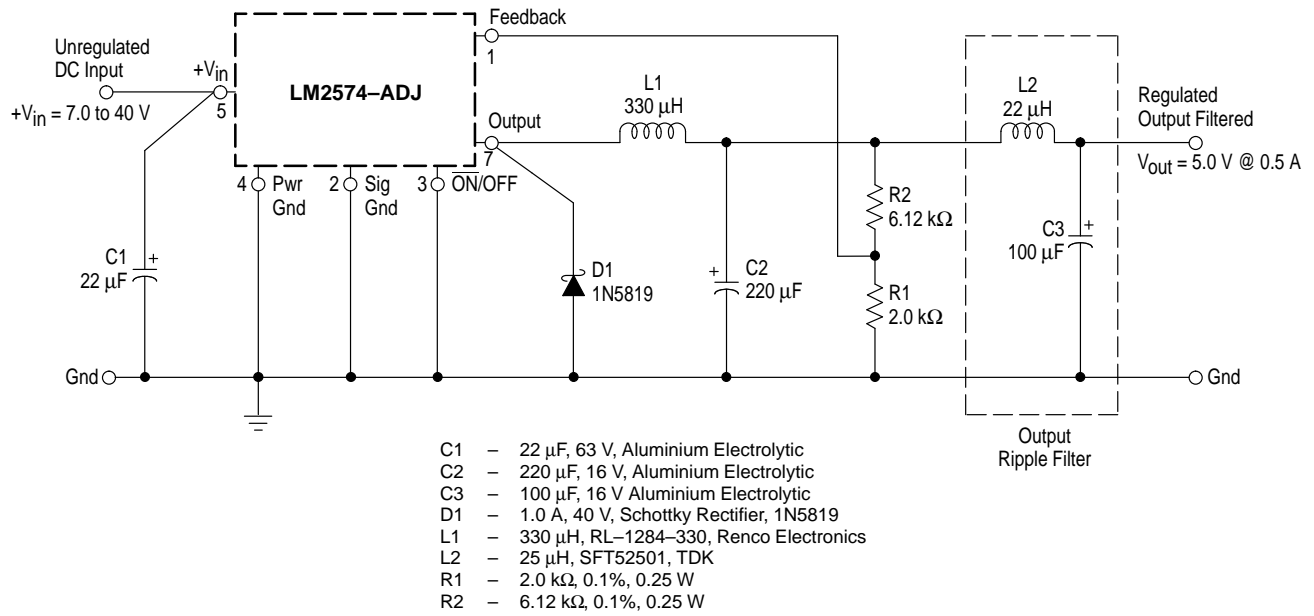 Feedback
1
Unregulated
DC Input
+Vin
5
+Vin = 7.0 to 40 V
LM2574–ADJ
L1
330 μH
L2
22 μH
Regulated
Output Filtered
Vout = 5.0 V @ 0.5 A
Output
7
4 Pwr
Gnd
2 Sig
Gnd
3 ON/OFF
R2
6.12 kΩ
C1
22 μF
+
D1
1N5819
+
C2
220 μF
R1
2.0 kΩ
C3
100 μF
+
Gnd
Gnd
Output
Ripple Filter
C1 – 22 μF, 63 V, Aluminium Electrolytic
C2 – 220 μF, 16 V, Aluminium Electrolytic
C3 – 100 μF, 16 V Aluminium Electrolytic
D1 – 1.0 A, 40 V, Schottky Rectifier, 1N5819
L1 – 330 μH, RL–1284–330, Renco Electronics
L2 – 25 μH, SFT52501, TDK
R1 – 2.0 kΩ, 0.1%, 0.25 W
R2 – 6.12 kΩ, 0.1%, 0.25 W